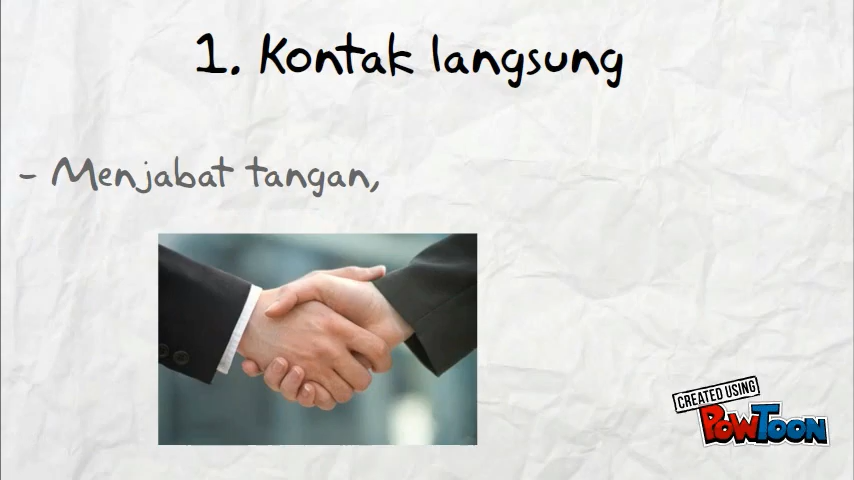 1. Kontak langsung
- Menjabat tangan,
CREATED USING
POWTOON